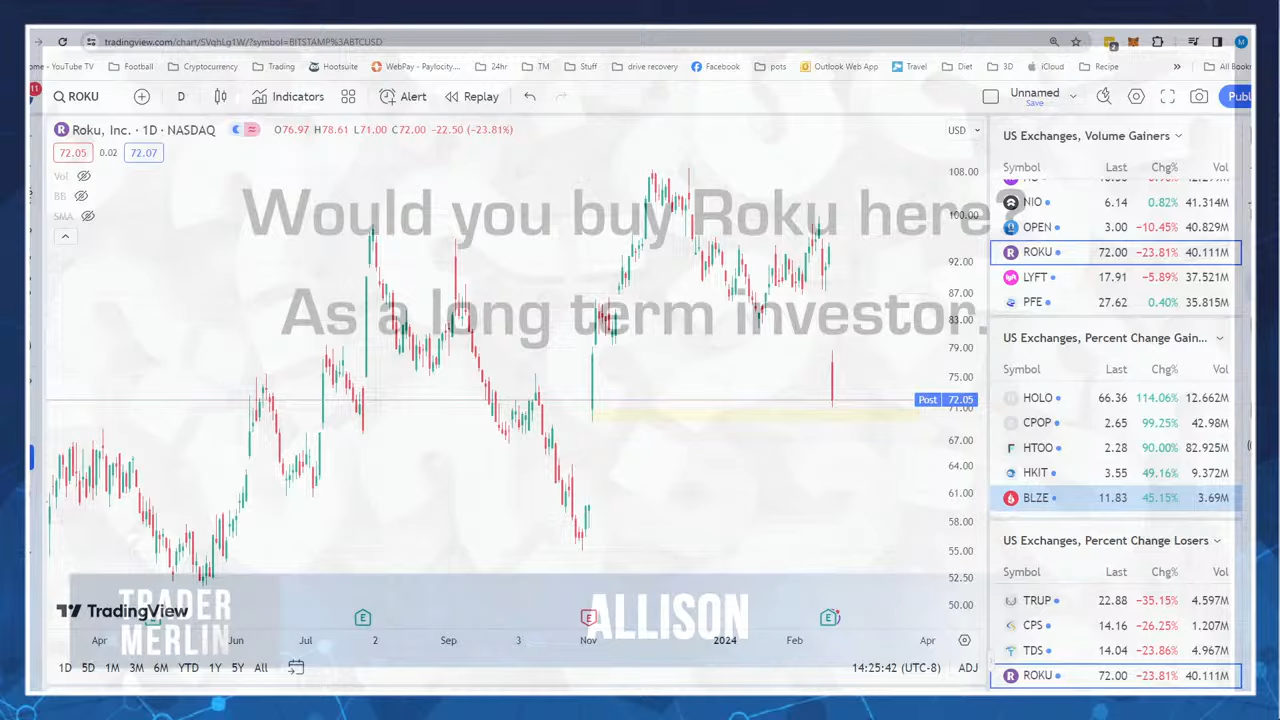 tradingview.com/chart/SVqhLg1W/?symbol=BITSTAMP%3ABTCUSD
ome - YouTube TV Football Cryptocurrency Trading Hootsuite WebPay - Paylocity.... 24hr TM Stuff drive recovery Facebook pots Outlook Web App Travel Diet 3D iCloud Recipe » All Book
11
ROKU D Indicators Alert Replay Unnamed Save Publ
Roku, Inc. · 1D · NASDAQ O76.97 H78.61 L71.00 C72.00 −22.50 (−23.81%) USD
72.05 0.02 72.07
Vol
BB
SMA
Would you buy Roku here?
As a long term investor.
108.00
100.00
92.00
87.00
83.00
79.00
75.00
Post 72.05
71.00
67.00
64.00
61.00
58.00
55.00
52.50
50.00
US Exchanges, Volume Gainers
Symbol Last Chg% Vol
NIO 6.14 0.82% 41.314M
OPEN 3.00 −10.45% 40.829M
ROKU 72.00 −23.81% 40.111M
LYFT 17.91 −5.89% 37.521M
PFE 27.62 0.40% 35.815M
US Exchanges, Percent Change Gain...
Symbol Last Chg% Vol
HOLO 66.36 114.06% 12.662M
CPOP 2.65 99.25% 42.98M
HTOO 2.28 90.00% 82.925M
HKIT 3.55 49.16% 9.372M
BLZE 11.83 45.15% 3.69M
US Exchanges, Percent Change Losers
Symbol Last Chg% Vol
TRUP 22.88 −35.15% 4.597M
CPS 14.16 −26.25% 1.207M
TDS 14.04 −23.86% 4.967M
ROKU 72.00 −23.81% 40.111M
TradingView
TRADER
MERLIN
ALLISON
E E E
Apr Jun Jul 2 Sep 3 Nov 2024 Feb Apr
1D 5D 1M 3M 6M YTD 1Y 5Y All 14:25:42 (UTC-8) ADJ